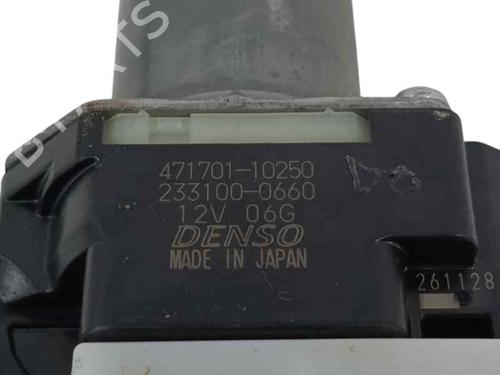 471701-10250
233100-0660
12V. 06G
DENSO
MADE IN JAPAN
261128